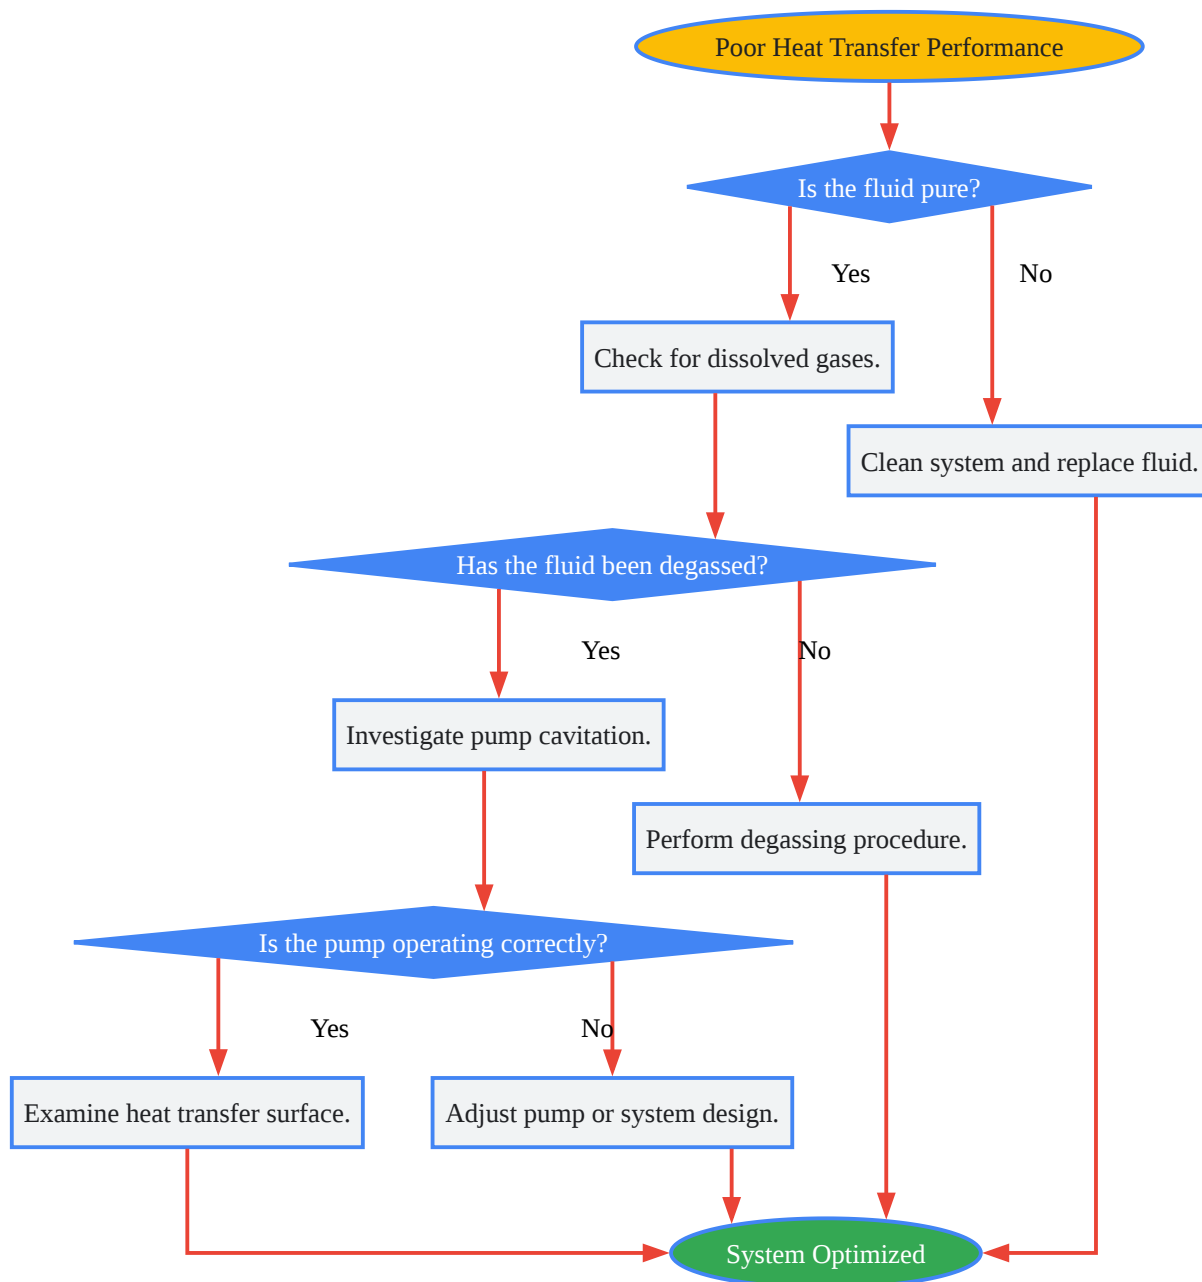 Poor Heat Transfer Performance
Is the fluid pure?
Yes
No
Check for dissolved gases.
Clean system and replace fluid.
Has the fluid been degassed?
Yes
No
Investigate pump cavitation.
Perform degassing procedure.
Is the pump operating correctly?
Yes
No
Examine heat transfer surface.
Adjust pump or system design.
System Optimized